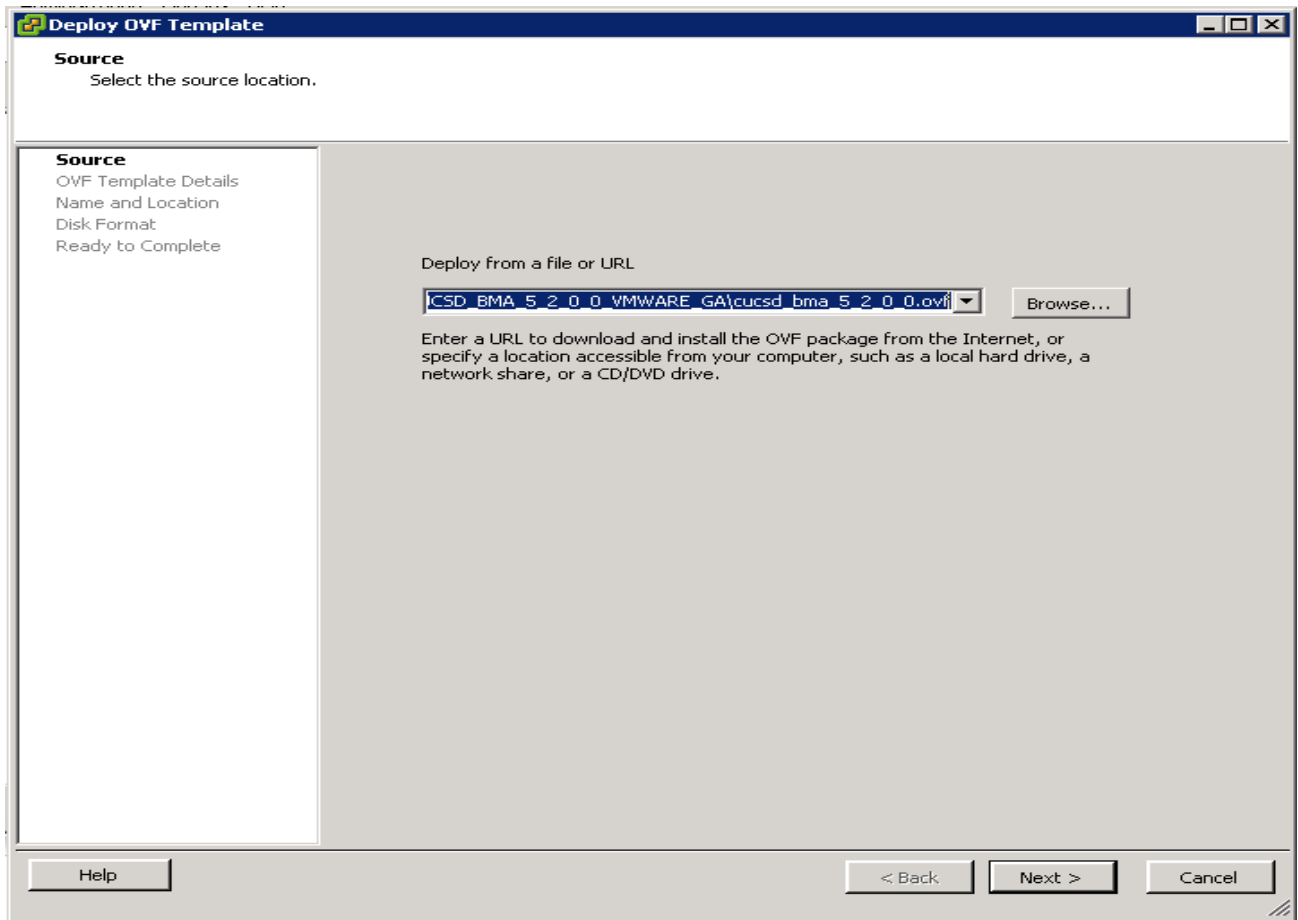 Deploy OVF Template
Source
Select the source location.
Source
OVF Template Details
Name and Location
Disk Format
Ready to Complete
Deploy from a file or URL
CSD_BMA_5_2_0_0_VMWARE_GA\cucsd_bma_5_2_0_0.ovf
Browse...
Enter a URL to download and install the OVF package from the Internet, or
specify a location accessible from your computer, such as a local hard drive, a
network share, or a CD/DVD drive.
Help
< Back
Next >
Cancel